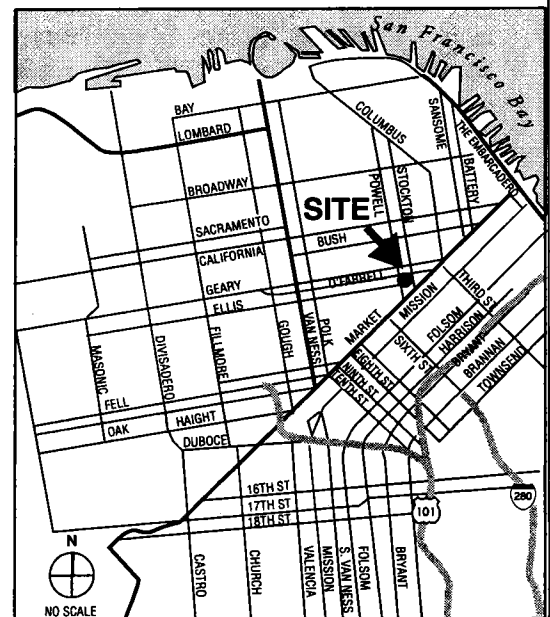 San Francisco Bay
BAY
LOMBARD
COLUMBUS
SANSOME
THE EMBARCADERO
BATTERY
BROADWAY
POWELL
STOCKTON
SITE
SACRAMENTO
CALIFORNIA
BUSH
GEARY
ELLIS
O'FARRELL
MASONIC
DIVISADERO
FILLMORE
GOUGH
VAN NESS
POLK
MARKET
MISSION
THIRD ST
FOLSOM
HARRISON
BRYANT
BRANNAN
TOWNSEND
SIXTH ST
EIGHTH ST
NINTH ST
TENTH ST
FELL
OAK
HAIGHT
DUBOCE
16TH ST
17TH ST
18TH ST
280
101
N
NO SCALE
CASTRO
CHURCH
VALENCIA
MISSION
S. VAN NESS
FOLSOM
BRYANT